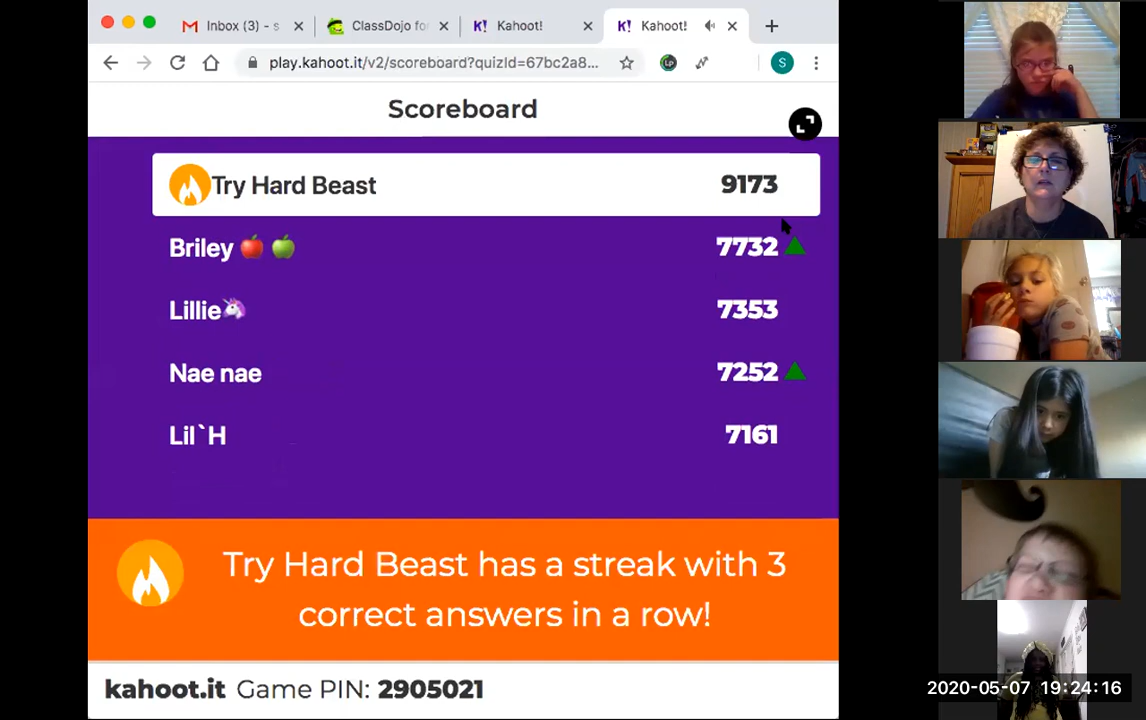 Inbox (3) - s
ClassDojo fo
Kahoot!
Kahoot!
play.kahoot.it/v2/scoreboard?quizId=67bc2a8...
Lp
S
Scoreboard
Try Hard Beast 9173
Briley 🍎 🍏 7732
Lillie🦄 7353
Nae nae 7252
Lil`H 7161
Try Hard Beast has a streak with 3
correct answers in a row!
kahoot.it Game PIN: 2905021
2020-05-07 19:24:16